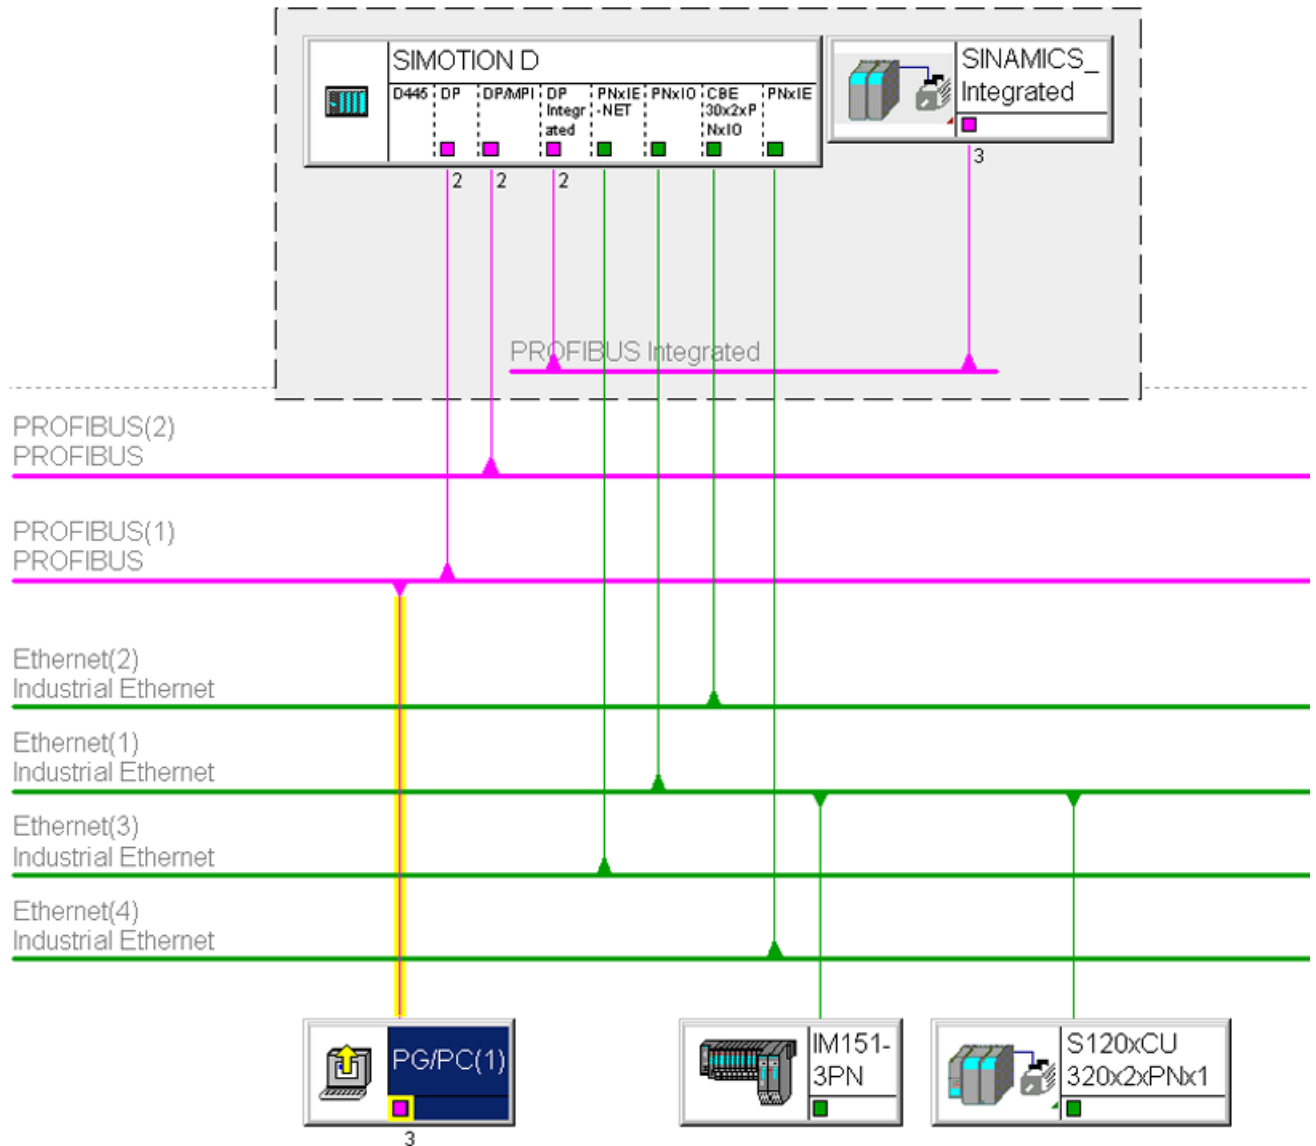 SIMOTION D
D445 DP DP/MPI DP PNxIE PNxIO CBE PNxIE
Integr -NET 30x2xP
ated NxIO
2 2 2
SINAMICS_
Integrated
3
PROFIBUS Integrated
PROFIBUS(2)
PROFIBUS
PROFIBUS(1)
PROFIBUS
Ethernet(2)
Industrial Ethernet
Ethernet(1)
Industrial Ethernet
Ethernet(3)
Industrial Ethernet
Ethernet(4)
Industrial Ethernet
PG/PC(1)
3
IM151-
3PN
S120xCU
320x2xPNx1